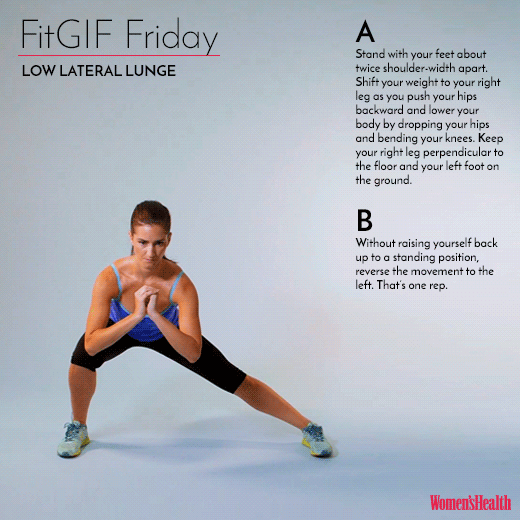 FitGIF Friday
LOW LATERAL LUNGE
A
Stand with your feet about
twice shoulder-width apart.
Shift your weight to your right
leg as you push your hips
backward and lower your
body by dropping your hips
and bending your knees. Keep
your right leg perpendicular to
the floor and your left foot on
the ground.
B
Without raising yourself back
up to a standing position,
reverse the movement to the
left. That's one rep.
Women'sHealth